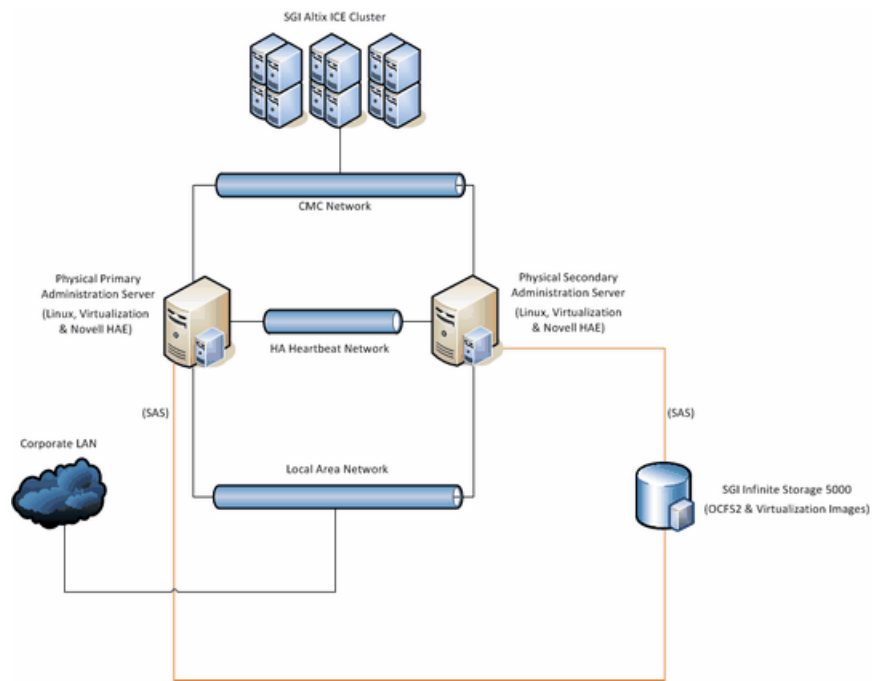 SGI Altix ICE Cluster
CMC Network
Physical Primary
Administration Server
(Linux, Virtualization
& Novell HAE)
Physical Secondary
Administration Server
(Linux, Virtualization
& Novell HAE)
HA Heartbeat Network
(SAS)
(SAS)
Corporate LAN
Local Area Network
SGI Infinite Storage 5000
(OCFS2 & Virtualization Images)